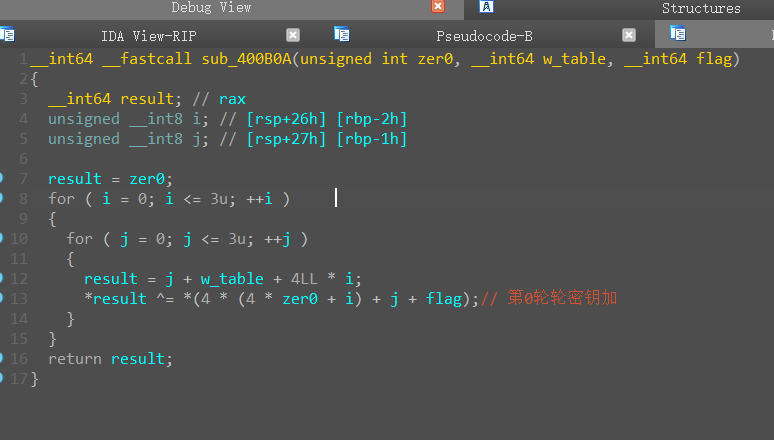 Debug View
Structures
IDA View-RIP
Pseudocode-B
1 __int64 __fastcall sub_400B0A(unsigned int zer0, __int64 w_table, __int64 flag)
2 {
3   __int64 result; // rax
4   unsigned __int8 i; // [rsp+26h] [rbp-2h]
5   unsigned __int8 j; // [rsp+27h] [rbp-1h]
6
7   result = zer0;
8   for ( i = 0; i <= 3u; ++i )
9   {
10     for ( j = 0; j <= 3u; ++j )
11     {
12       result = j + w_table + 4LL * i;
13       *result ^= *(4 * (4 * zer0 + i) + j + flag);// 第0轮轮密钥加
14     }
15   }
16   return result;
17 }